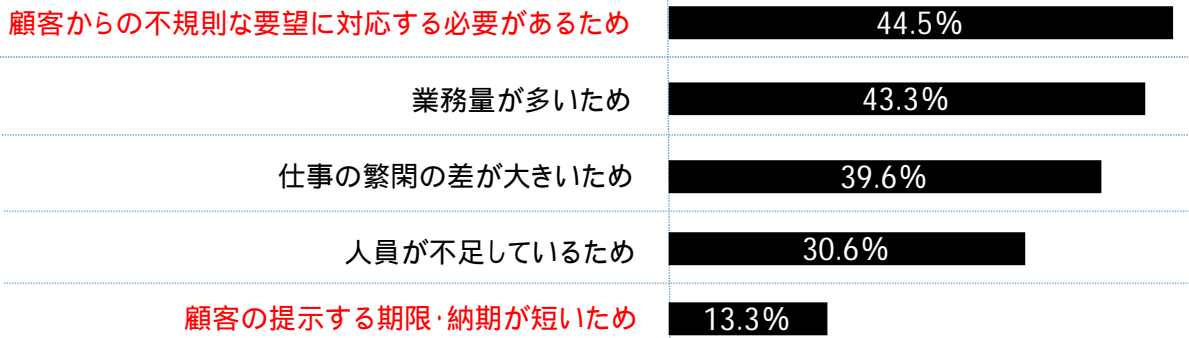 顧客からの不規則な要望に対応する必要があるため 44.5%
業務量が多いため 43.3%
仕事の繁閑の差が大きいため 39.6%
人員が不足しているため 30.6%
顧客の提示する期限･納期が短いため 13.3%